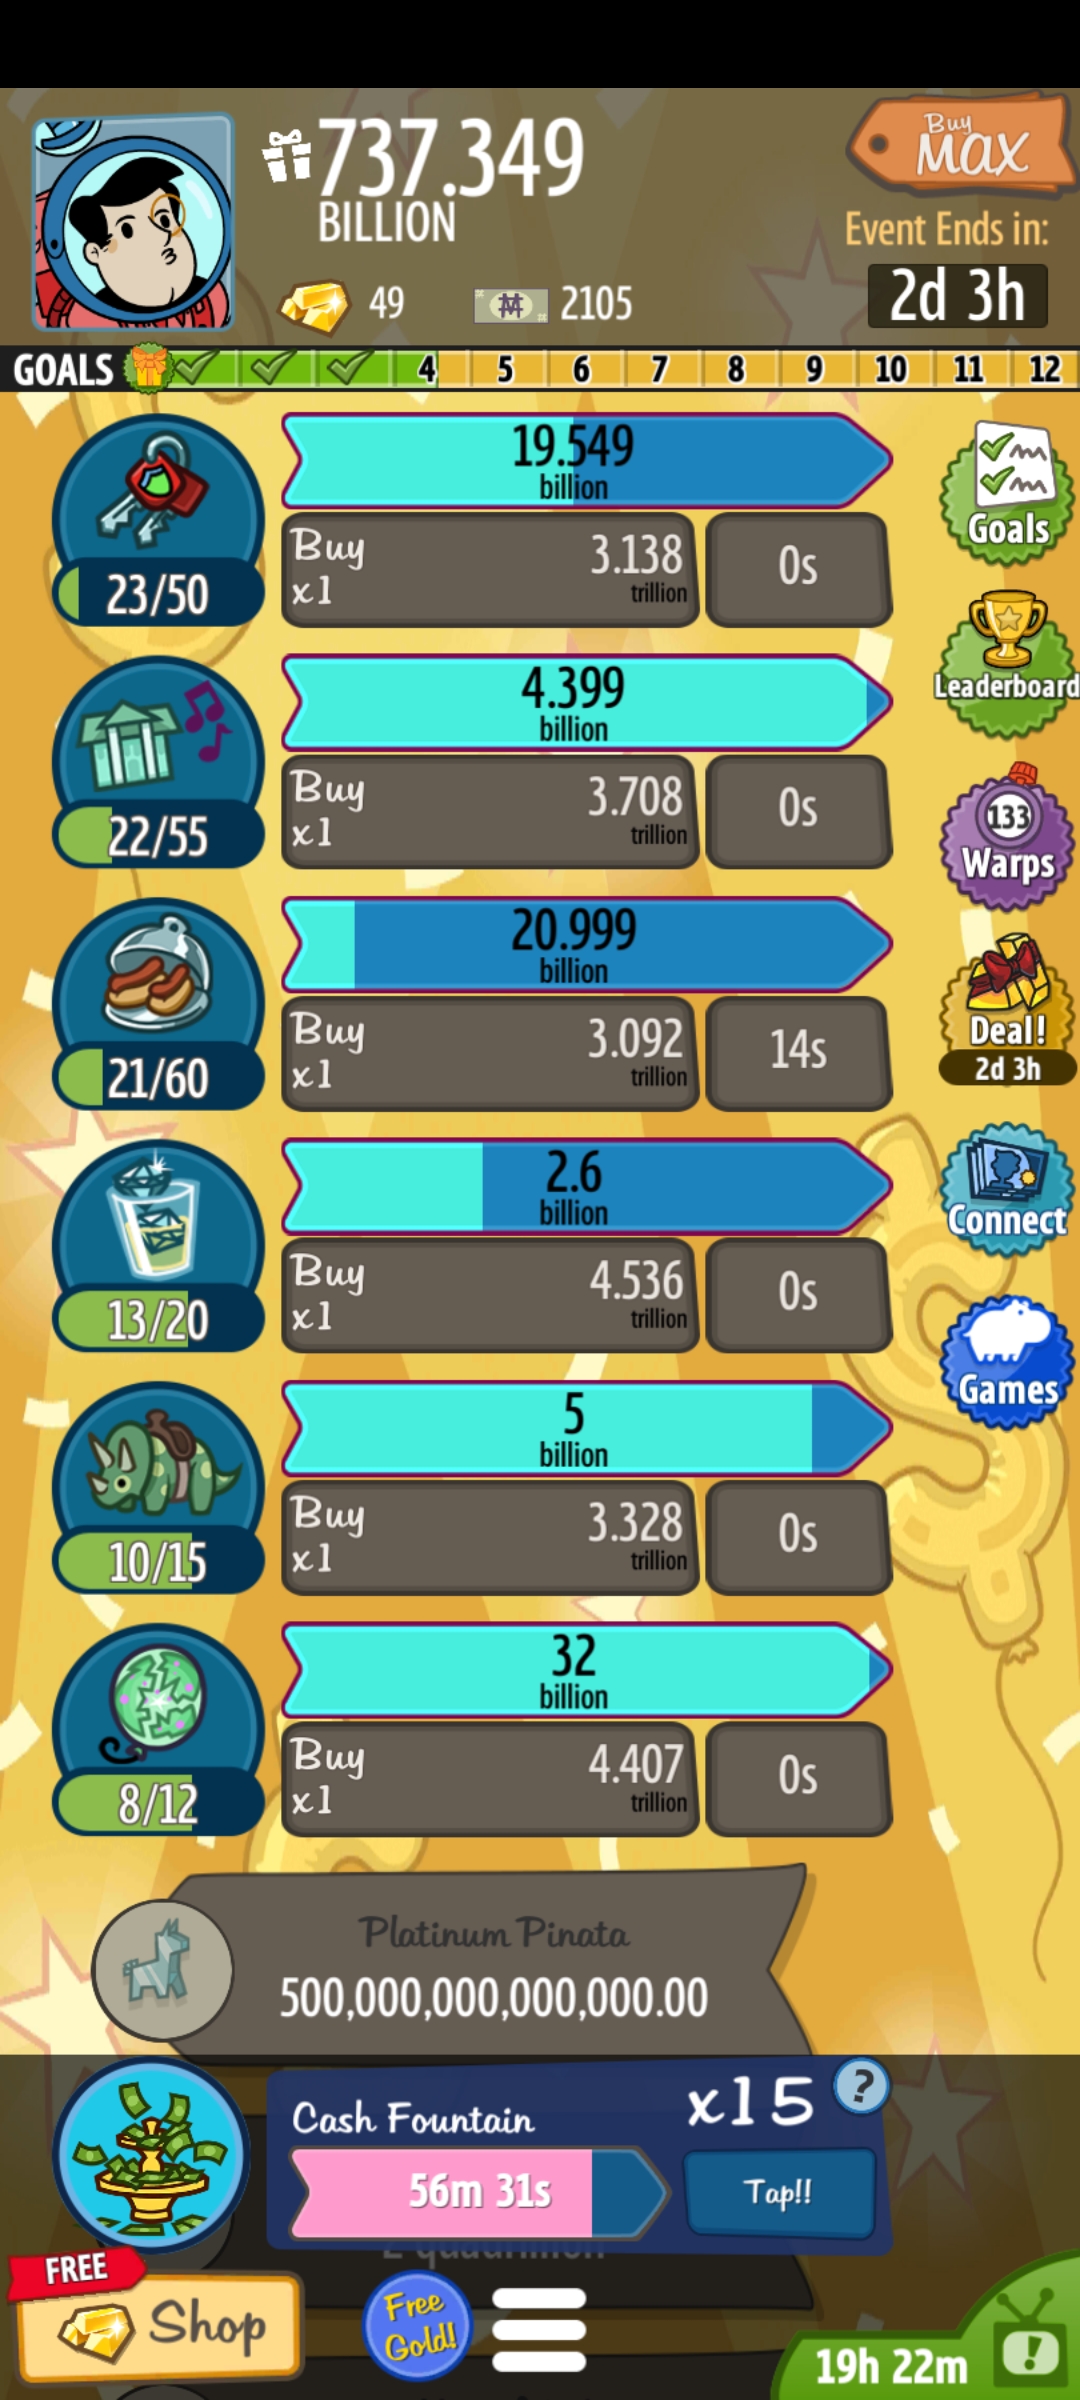 737.349
BILLION
Buy
MAX
Event Ends in:
2d 3h
49
2105
GOALS 4 5 6 7 8 9 10 11 12
19.549
billion
Buy
x1
3.138
trillion
0s
23/50
Goals
4.399
billion
Buy
x1
3.708
trillion
0s
22/55
Leaderboard
133
Warps
20.999
billion
Buy
x1
3.092
trillion
14s
21/60
Deal!
2d 3h
2.6
billion
Buy
x1
4.536
trillion
0s
13/20
Connect
5
billion
Buy
x1
3.328
trillion
0s
10/15
Games
32
billion
Buy
x1
4.407
trillion
0s
8/12
Platinum Pinata
500,000,000,000,000.00
Cash Fountain
x15
?
56m 31s
Tap!!
2 quadrillion
FREE
Shop
Free
Gold!
19h 22m